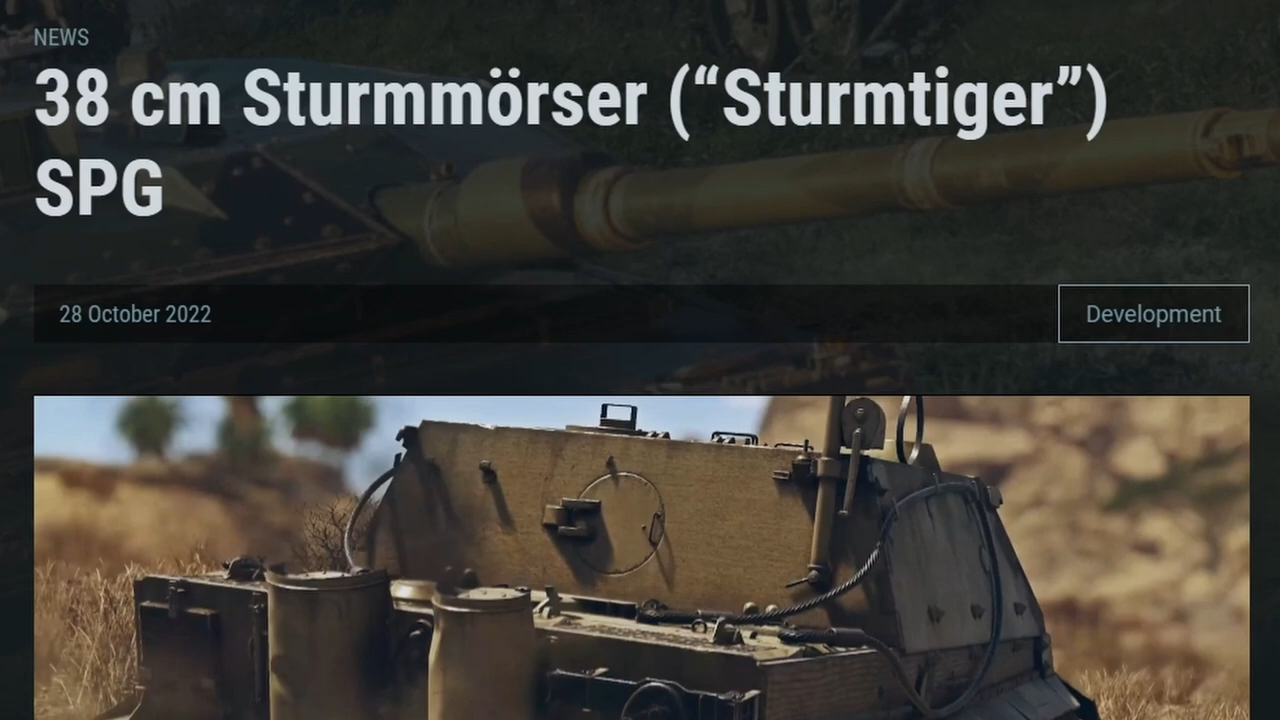 NEWS
38 cm Sturmmörser (“Sturmtiger”)
SPG
28 October 2022
Development